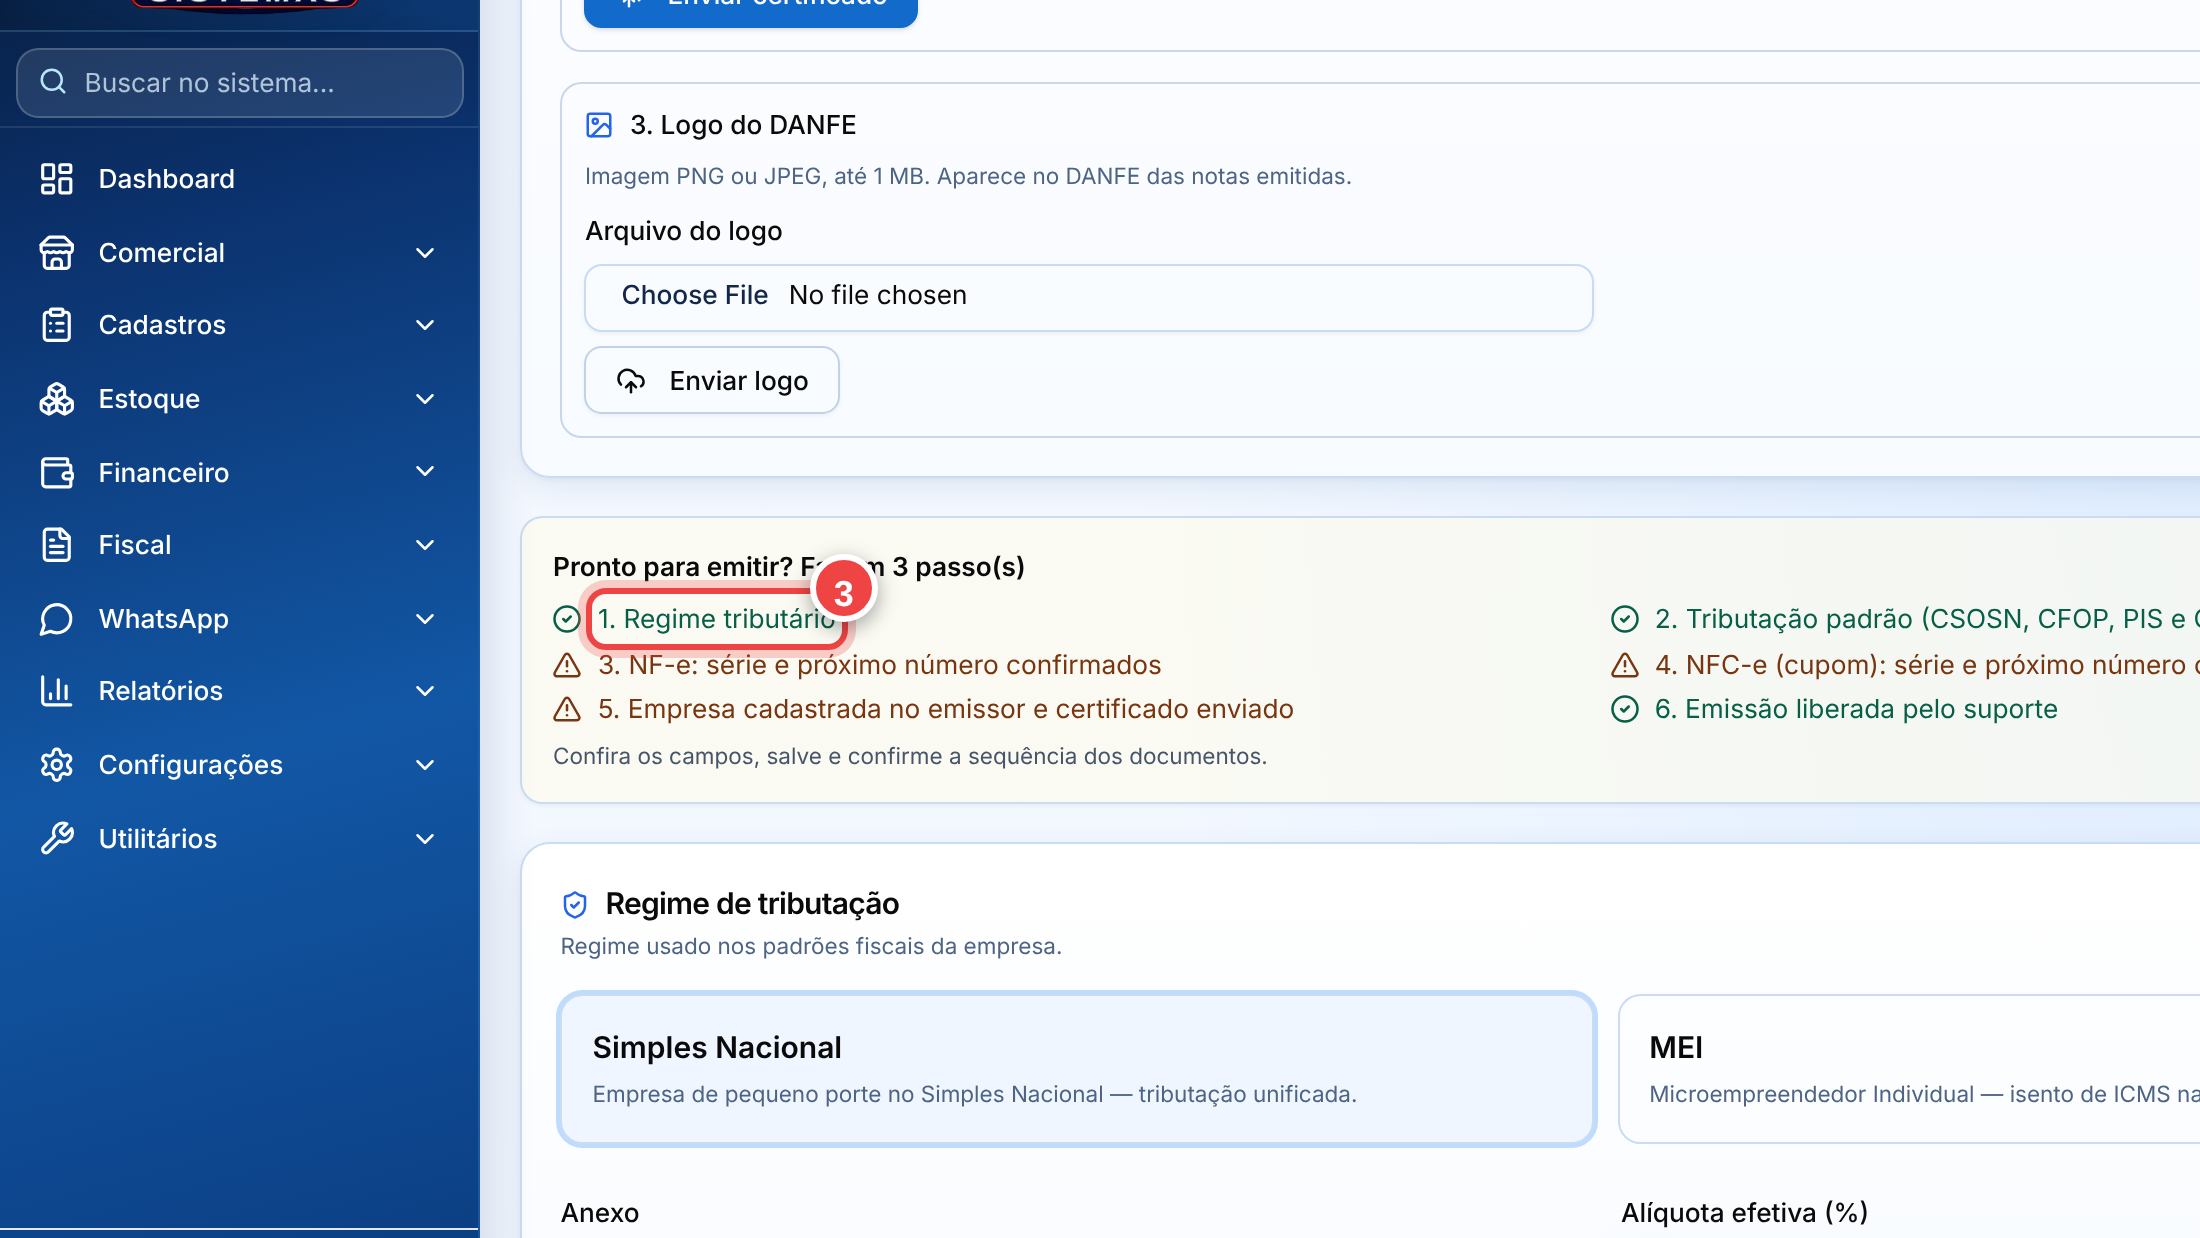 Buscar no sistema...
Dashboard
Comercial
Cadastros
Estoque
Financeiro
Fiscal
WhatsApp
Relatórios
Configurações
Utilitários
3. Logo do DANFE
Imagem PNG ou JPEG, até 1 MB. Aparece no DANFE das notas emitidas.
Arquivo do logo
Choose File No file chosen
Enviar logo
Pronto para emitir? 3 passo(s)
3
1. Regime tributário
2. Tributação padrão (CSOSN, CFOP, PIS e
3. NF-e: série e próximo número confirmados
4. NFC-e (cupom): série e próximo número
5. Empresa cadastrada no emissor e certificado enviado
6. Emissão liberada pelo suporte
Confira os campos, salve e confirme a sequência dos documentos.
Regime de tributação
Regime usado nos padrões fiscais da empresa.
Simples Nacional
Empresa de pequeno porte no Simples Nacional — tributação unificada.
MEI
Microempreendedor Individual — isento de ICMS
Anexo
Alíquota efetiva (%)